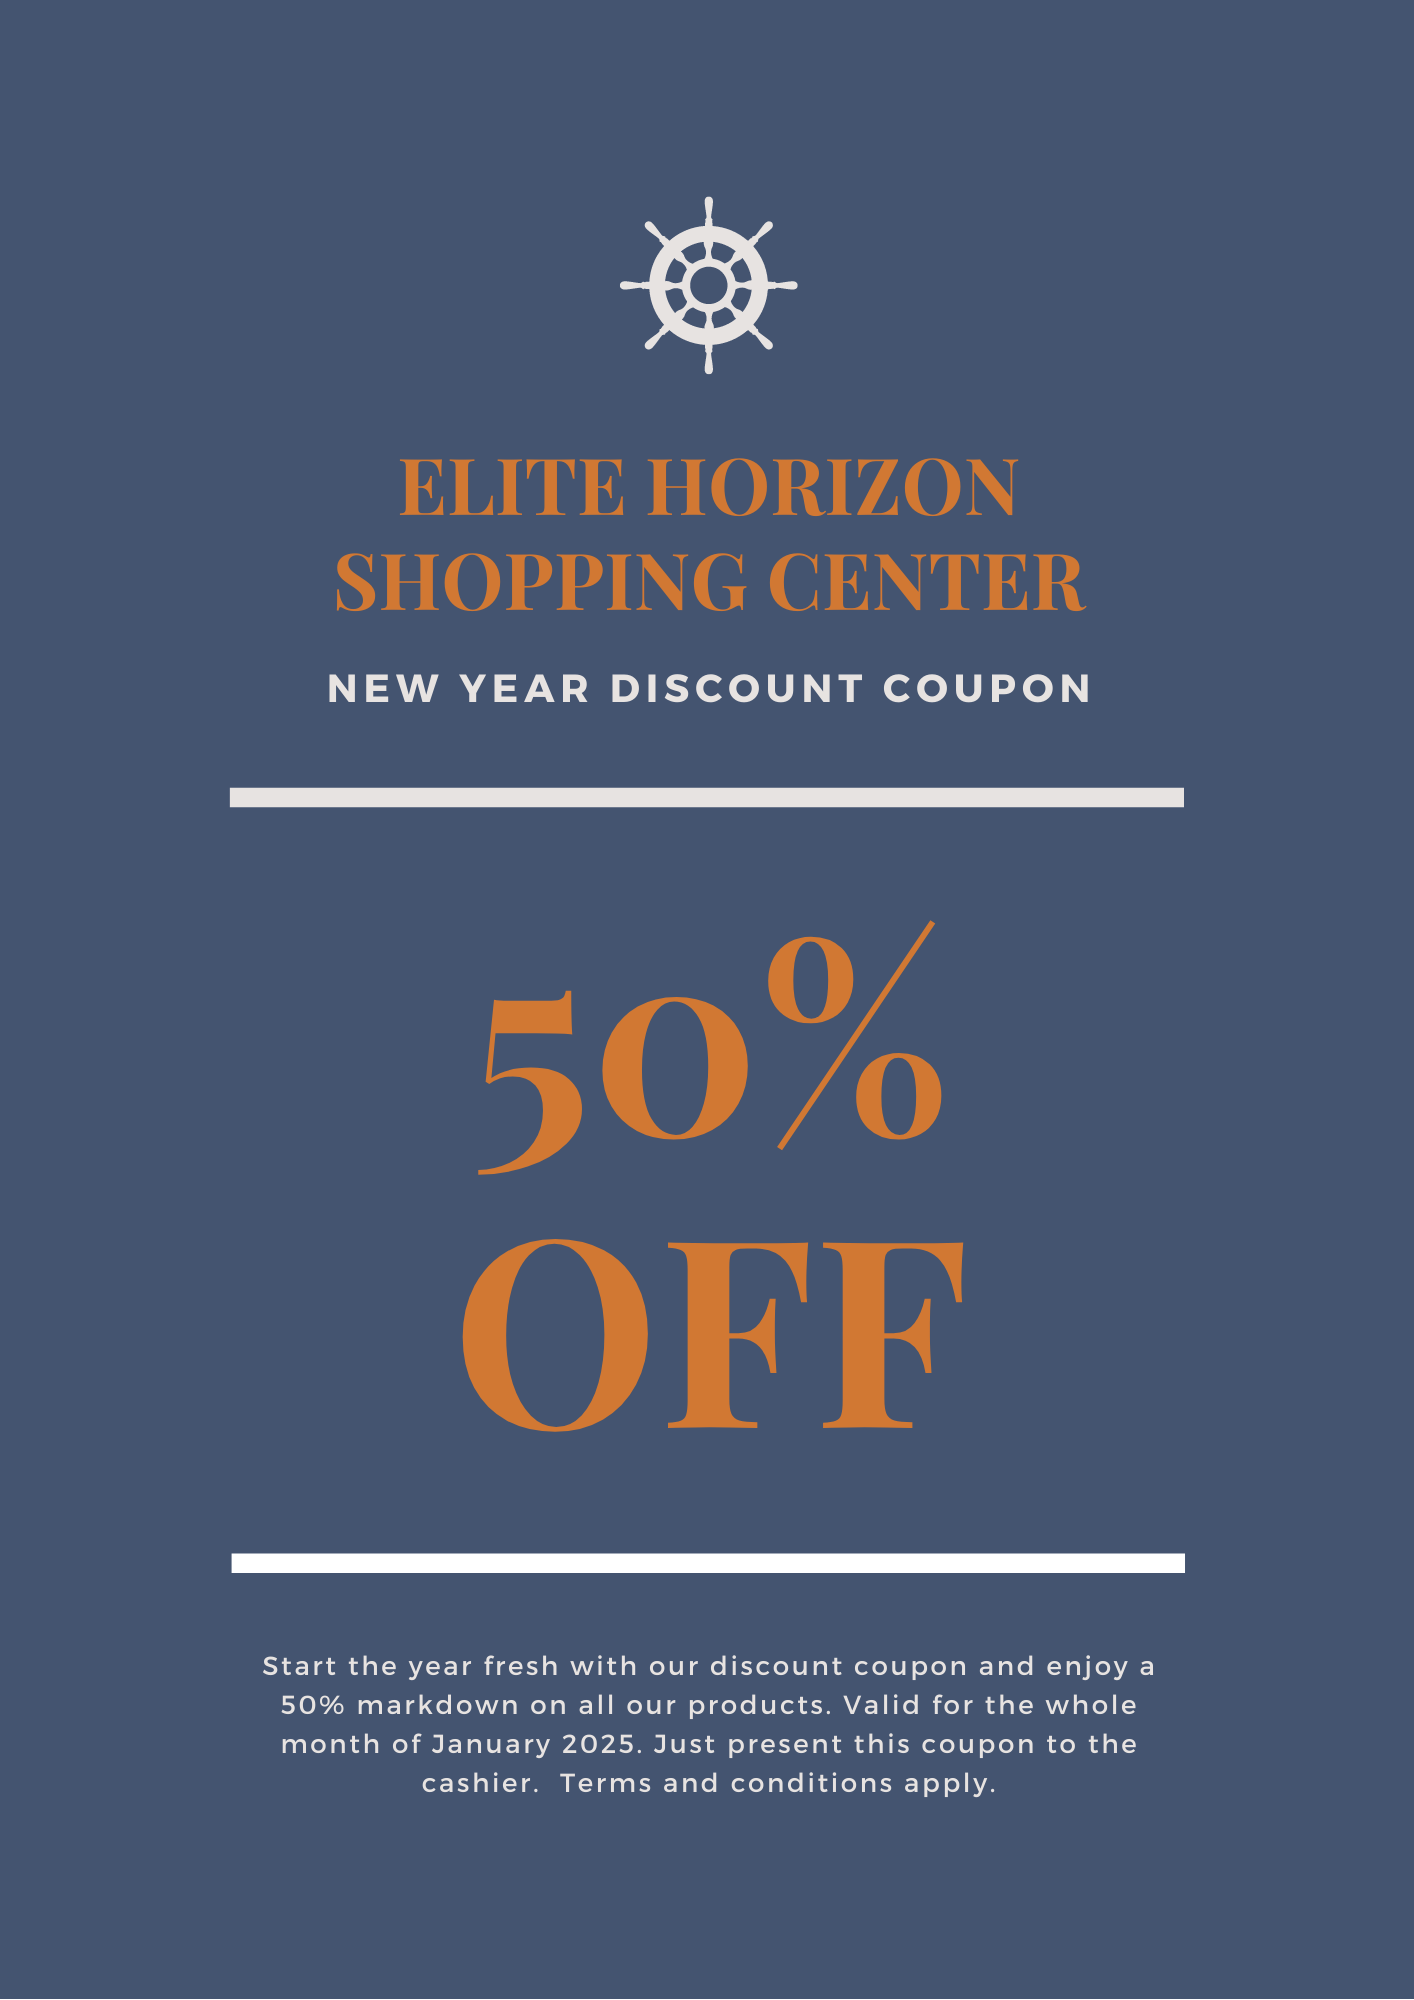 ELITE HORIZON
SHOPPING CENTER
NEW YEAR DISCOUNT COUPON
50%
OFF
Start the year fresh with our discount coupon and enjoy a
50% markdown on all our products. Valid for the whole
month of January 2025. Just present this coupon to the
cashier.  Terms and conditions apply.